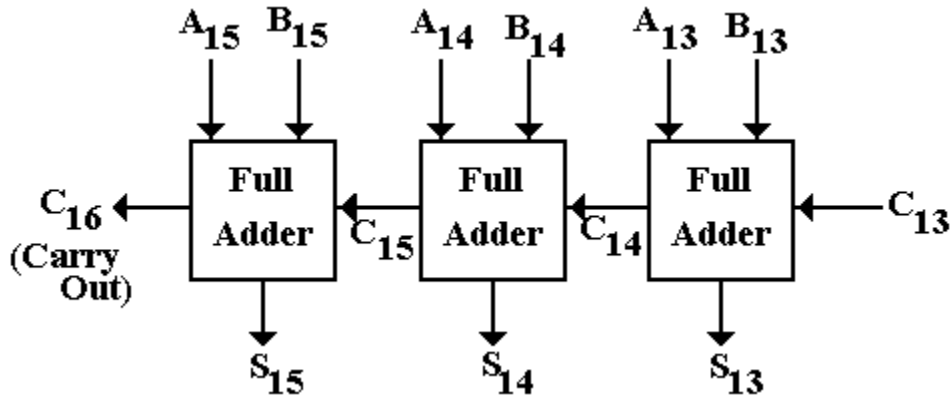 A15 B15 A14 B14 A13 B13
Full Full Full
C16 Adder C15 Adder C14 Adder C13
(Carry
Out)
S15 S14 S13